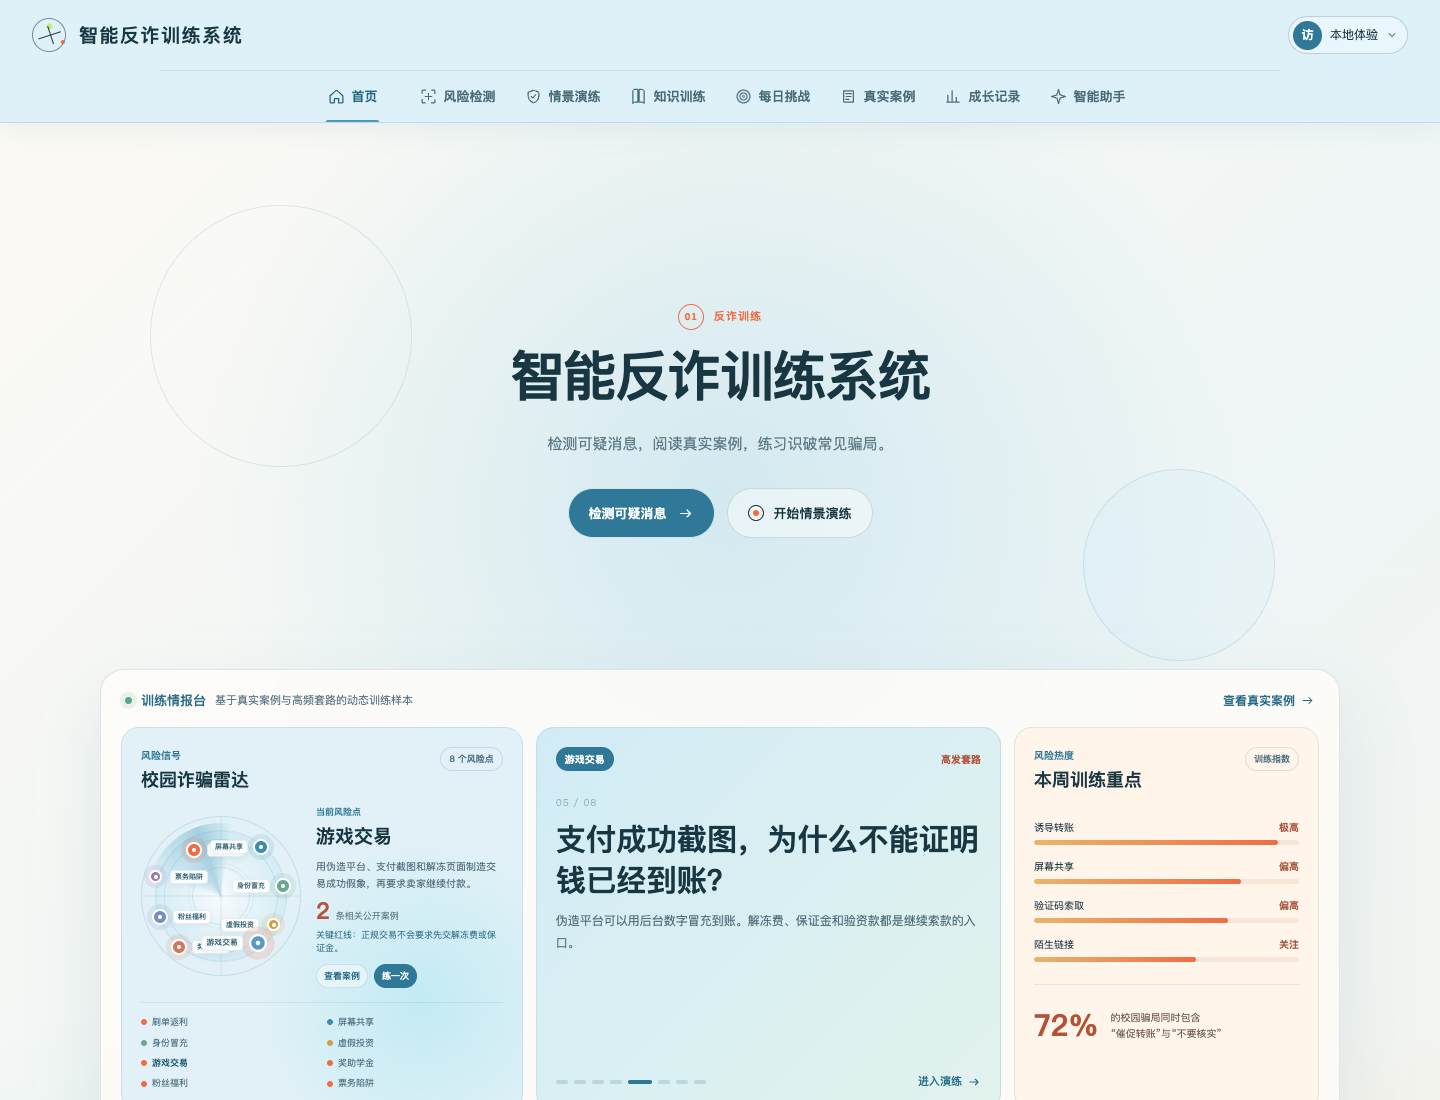 智能反诈训练系统
访 本地体验
首页 风险检测 情景演练 知识训练 每日挑战 真实案例 成长记录 智能助手
01 反诈训练
智能反诈训练系统
检测可疑消息，阅读真实案例，练习识破常见骗局。
检测可疑消息 → 开始情景演练
训练情报台 基于真实案例与高频套路的动态训练样本
查看真实案例 →
风险信号
校园诈骗雷达
8 个风险点
屏幕共享
票务陷阱
身份冒充
粉丝福利
虚假投资
游戏交易
当前风险点
游戏交易
用伪造平台、支付截图和解冻页面制造交
易成功假象，再要求卖家继续付款。
2 条相关公开案例
关键红线：正规交易不会要求先交解冻费或保
证金。
查看案例 练一次
刷单返利 屏幕共享
身份冒充 虚假投资
游戏交易 奖助学金
粉丝福利 票务陷阱
游戏交易 高发套路
05 / 08
支付成功截图，为什么不能证明
钱已经到账？
伪造平台可以用后台数字冒充到账。解冻费、保证金和验资款都是继续索款的入
口。
进入演练 →
风险热度
本周训练重点
训练指数
诱导转账 极高
屏幕共享 偏高
验证码索取 偏高
陌生链接 关注
72% 的校园骗局同时包含
“催促转账”与“不要核实”